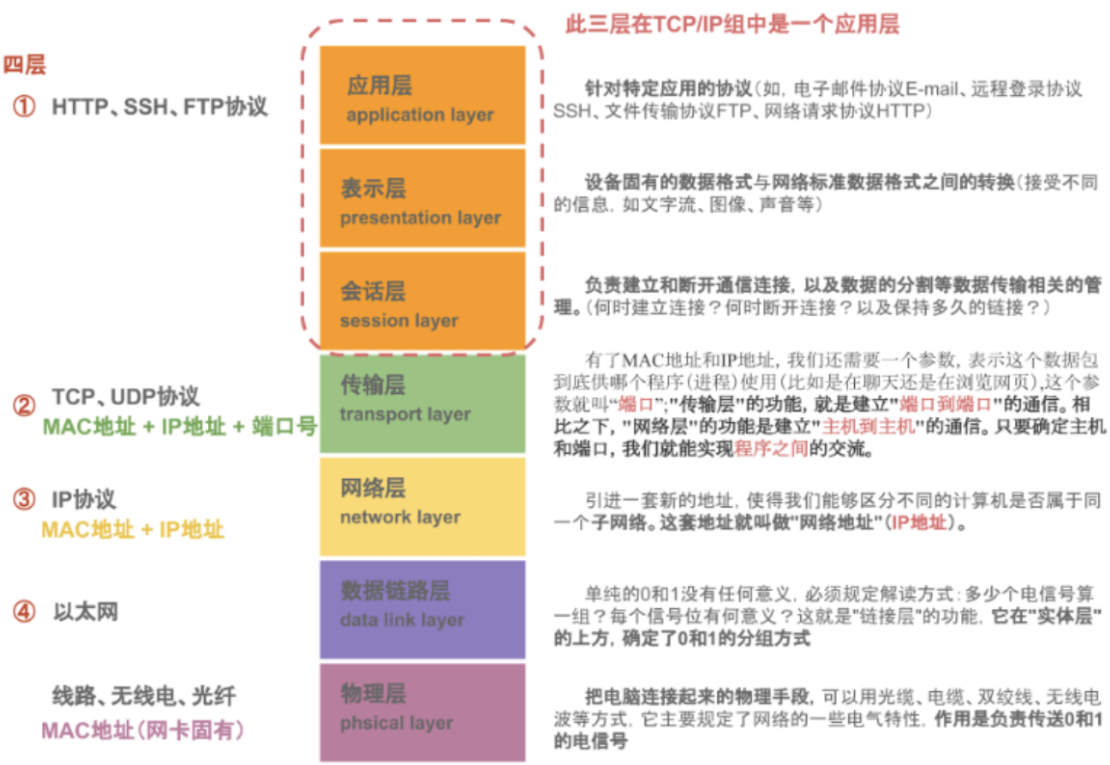 此三层在TCP/IP组中是一个应用层
四层
① HTTP、SSH、FTP协议
应用层
application layer
针对特定应用的协议(如, 电子邮件协议E-mail、远程登录协议
SSH、文件传输协议FTP、网络请求协议HTTP)
表示层
presentation layer
设备固有的数据格式与网络标准数据格式之间的转换(接受不同
的信息, 如文字流、图像、声音等)
会话层
session layer
负责建立和断开通信连接, 以及数据的分割等数据传输相关的管
理。(何时建立连接？何时断开连接？以及保持多久的链接？)
② TCP、UDP协议
MAC地址 + IP地址 + 端口号
传输层
transport layer
有了MAC地址和IP地址, 我们还需要一个参数, 表示这个数据包
到底供哪个程序(进程)使用(比如是在聊天还是在浏览网页),这个参
数就叫“端口”;"传输层"的功能, 就是建立"端口到端口"的通信。相
比之下, "网络层"的功能是建立"主机到主机"的通信。只要确定主机
和端口, 我们就能实现程序之间的交流。
③ IP协议
MAC地址 + IP地址
网络层
network layer
引进一套新的地址, 使得我们能够区分不同的计算机是否属于同
一个子网络。这套地址就叫做"网络地址"(IP地址)。
④ 以太网
数据链路层
data link layer
单纯的0和1没有任何意义, 必须规定解读方式：多少个电信号算
一组？每个信号位有何意义？这就是"链接层"的功能, 它在"实体层"
的上方, 确定了0和1的分组方式
线路、无线电、光纤
MAC地址(网卡固有)
物理层
phsical layer
把电脑连接起来的物理手段, 可以用光缆、电缆、双绞线、无线电
波等方式, 它主要规定了网络的一些电气特性, 作用是负责传送0和1
的电信号